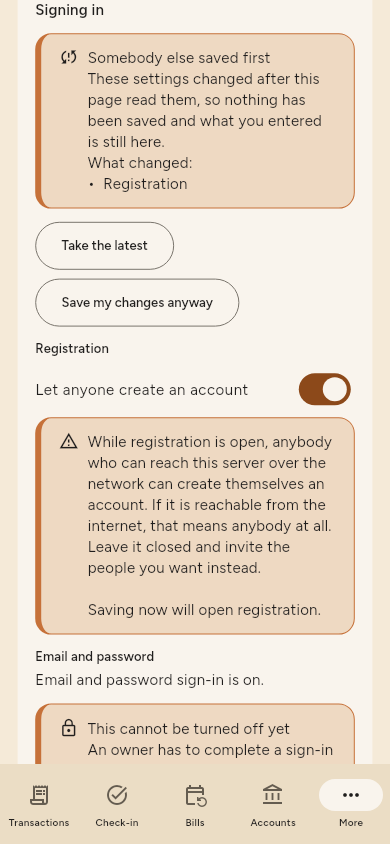 Signing in
Somebody else saved first
These settings changed after this
page read them, so nothing has
been saved and what you entered
is still here.
What changed:
• Registration
Take the latest
Save my changes anyway
Registration
Let anyone create an account
While registration is open, anybody
who can reach this server over the
network can create themselves an
account. If it is reachable from the
internet, that means anybody at all.
Leave it closed and invite the
people you want instead.
Saving now will open registration.
Email and password
Email and password sign-in is on.
This cannot be turned off yet
An owner has to complete a sign-in
Transactions
Check-in
Bills
Accounts
More